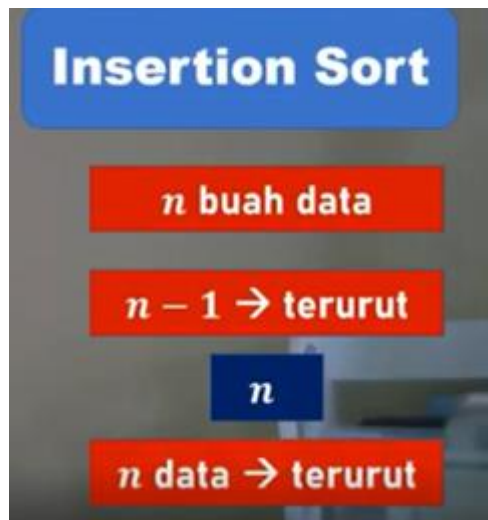 Insertion Sort
n buah data
n − 1 → terurut
n
n data → terurut